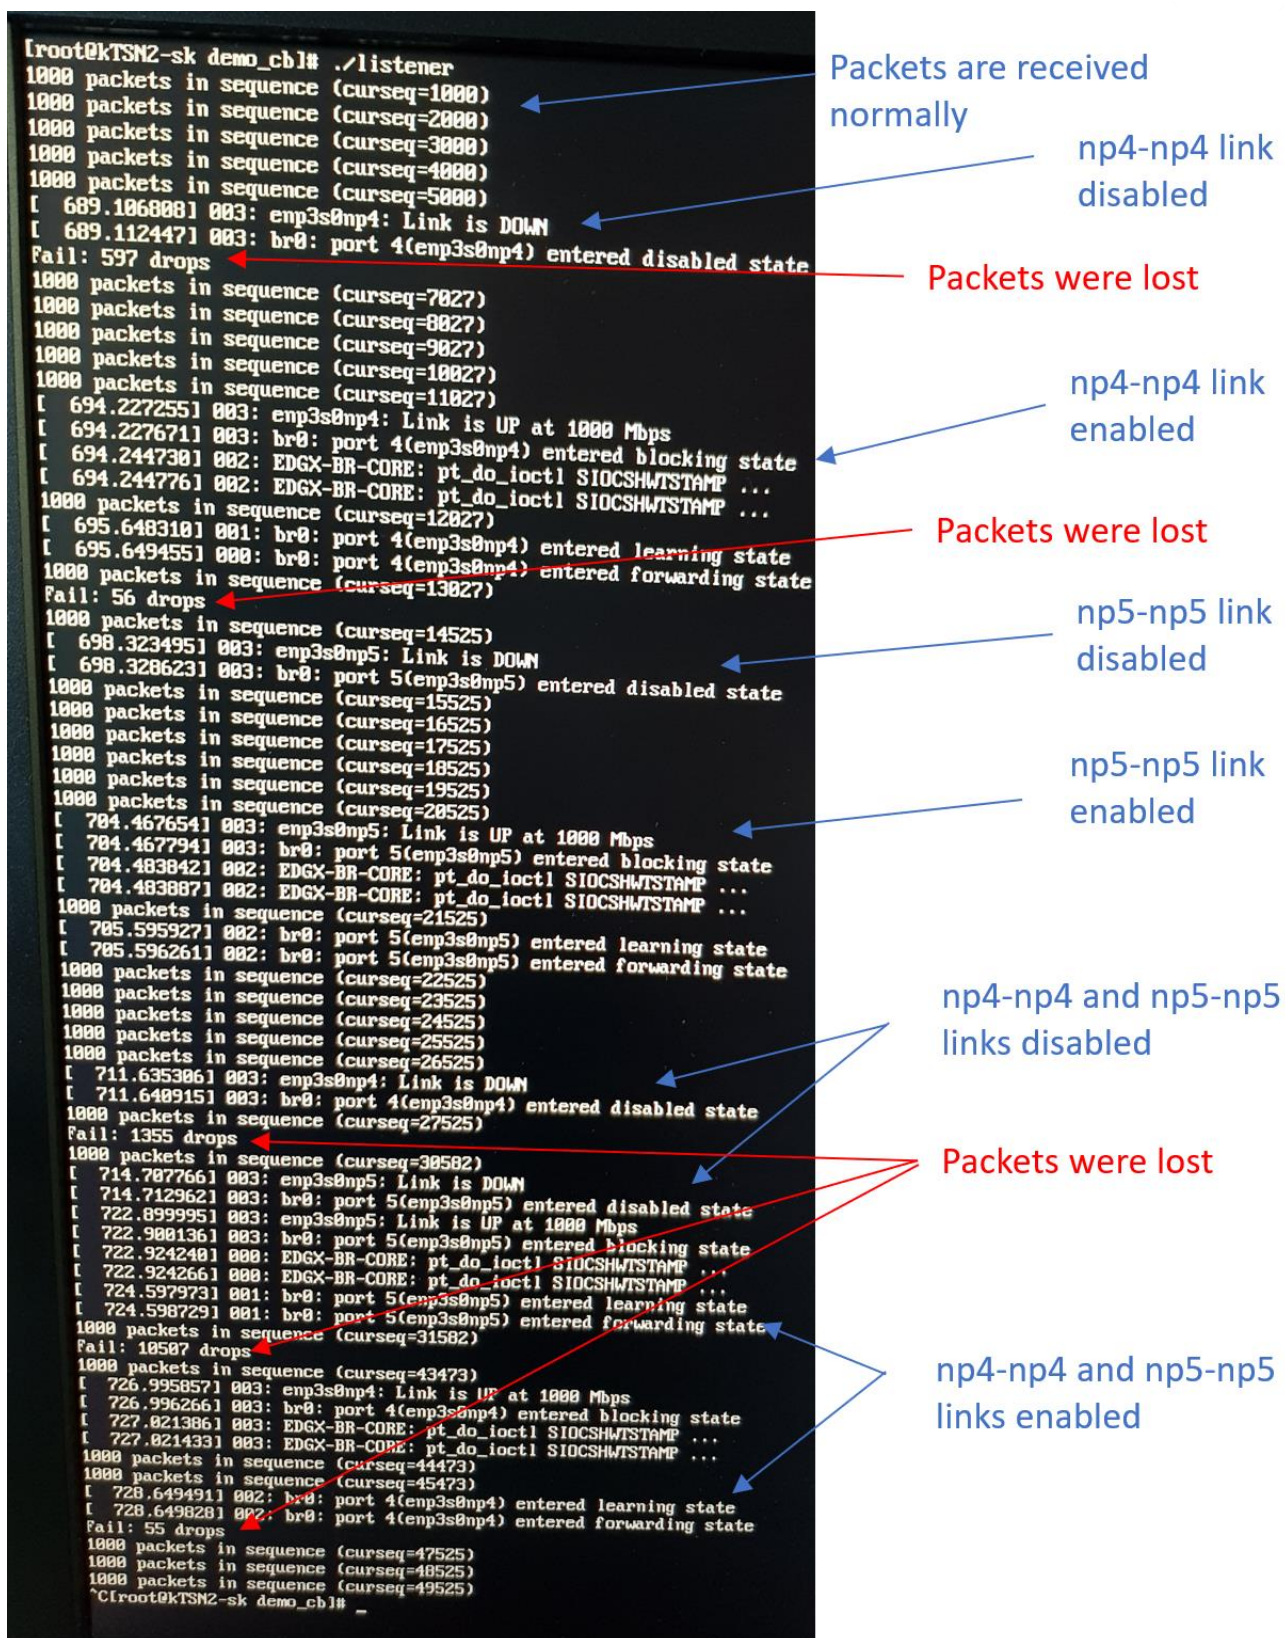 [root@kTSN2-sk demo_cb]# ./listener
1000 packets in sequence (curseq=1000)
1000 packets in sequence (curseq=2000)
1000 packets in sequence (curseq=3000)
1000 packets in sequence (curseq=4000)
1000 packets in sequence (curseq=5000)
[  689.106808] 003: enp3s0np4: Link is DOWN
[  689.112447] 003: br0: port 4(enp3s0np4) entered disabled state
Fail: 597 drops
1000 packets in sequence (curseq=7027)
1000 packets in sequence (curseq=8027)
1000 packets in sequence (curseq=9027)
1000 packets in sequence (curseq=10027)
1000 packets in sequence (curseq=11027)
[  694.227255] 003: enp3s0np4: Link is UP at 1000 Mbps
[  694.227671] 003: br0: port 4(enp3s0np4) entered blocking state
[  694.244730] 002: EDGX-BR-CORE: pt_do_ioctl SIOCSHWTSTAMP ...
[  694.244776] 002: EDGX-BR-CORE: pt_do_ioctl SIOCSHWTSTAMP ...
1000 packets in sequence (curseq=12027)
[  695.648310] 001: br0: port 4(enp3s0np4) entered learning state
[  695.649455] 000: br0: port 4(enp3s0np4) entered forwarding state
1000 packets in sequence (curseq=13027)
Fail: 56 drops
1000 packets in sequence (curseq=14525)
[  698.323495] 003: enp3s0np5: Link is DOWN
[  698.328623] 003: br0: port 5(enp3s0np5) entered disabled state
1000 packets in sequence (curseq=15525)
1000 packets in sequence (curseq=16525)
1000 packets in sequence (curseq=17525)
1000 packets in sequence (curseq=18525)
1000 packets in sequence (curseq=19525)
1000 packets in sequence (curseq=20525)
[  704.467654] 003: enp3s0np5: Link is UP at 1000 Mbps
[  704.467794] 003: br0: port 5(enp3s0np5) entered blocking state
[  704.483842] 002: EDGX-BR-CORE: pt_do_ioctl SIOCSHWTSTAMP ...
[  704.483887] 002: EDGX-BR-CORE: pt_do_ioctl SIOCSHWTSTAMP ...
1000 packets in sequence (curseq=21525)
[  705.595927] 002: br0: port 5(enp3s0np5) entered learning state
[  705.596261] 002: br0: port 5(enp3s0np5) entered forwarding state
1000 packets in sequence (curseq=22525)
1000 packets in sequence (curseq=23525)
1000 packets in sequence (curseq=24525)
1000 packets in sequence (curseq=25525)
1000 packets in sequence (curseq=26525)
[  711.635306] 003: enp3s0np4: Link is DOWN
[  711.640915] 003: br0: port 4(enp3s0np4) entered disabled state
1000 packets in sequence (curseq=27525)
Fail: 1355 drops
1000 packets in sequence (curseq=30582)
[  714.707766] 003: enp3s0np5: Link is DOWN
[  714.712962] 003: br0: port 5(enp3s0np5) entered disabled state
[  722.899995] 003: enp3s0np5: Link is UP at 1000 Mbps
[  722.900136] 003: br0: port 5(enp3s0np5) entered blocking state
[  722.924240] 000: EDGX-BR-CORE: pt_do_ioctl SIOCSHWTSTAMP ...
[  722.924266] 000: EDGX-BR-CORE: pt_do_ioctl SIOCSHWTSTAMP ...
[  724.597973] 001: br0: port 5(enp3s0np5) entered learning state
[  724.598729] 001: br0: port 5(enp3s0np5) entered forwarding state
1000 packets in sequence (curseq=31582)
Fail: 10507 drops
1000 packets in sequence (curseq=43473)
[  726.995857] 003: enp3s0np4: Link is UP at 1000 Mbps
[  726.996266] 003: br0: port 4(enp3s0np4) entered blocking state
[  727.021386] 003: EDGX-BR-CORE: pt_do_ioctl SIOCSHWTSTAMP ...
[  727.021433] 003: EDGX-BR-CORE: pt_do_ioctl SIOCSHWTSTAMP ...
1000 packets in sequence (curseq=44473)
1000 packets in sequence (curseq=45473)
[  728.649491] 002: br0: port 4(enp3s0np4) entered learning state
[  728.649828] 002: br0: port 4(enp3s0np4) entered forwarding state
Fail: 55 drops
1000 packets in sequence (curseq=47525)
1000 packets in sequence (curseq=48525)
1000 packets in sequence (curseq=49525)
^C[root@kTSN2-sk demo_cb]# _
Packets are received
normally
np4-np4 link
disabled
Packets were lost
np4-np4 link
enabled
Packets were lost
np5-np5 link
disabled
np5-np5 link
enabled
np4-np4 and np5-np5
links disabled
Packets were lost
np4-np4 and np5-np5
links enabled